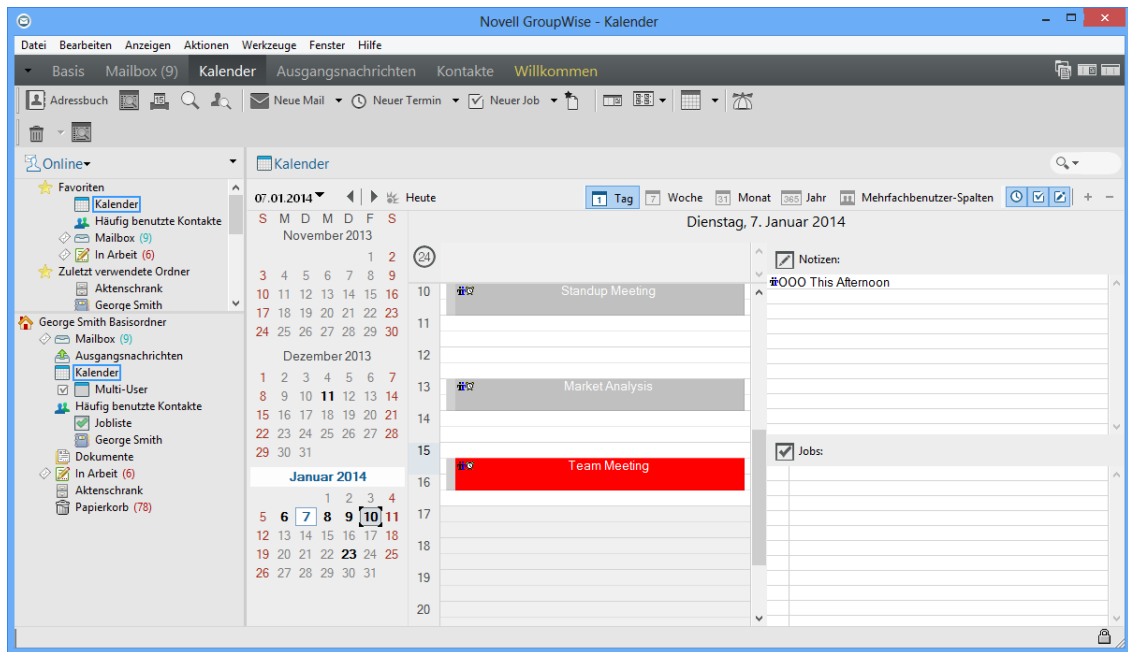 Novell GroupWise - Kalender
Datei Bearbeiten Anzeigen Aktionen Werkzeuge Fenster Hilfe
Basis Mailbox (9) Kalender Ausgangsnachrichten Kontakte Willkommen
Adressbuch Neue Mail Neuer Termin Neuer Job
Online
Favoriten
Kalender
Häufig benutzte Kontakte
Mailbox (9)
In Arbeit (6)
Zuletzt verwendete Ordner
Aktenschrank
George Smith
George Smith Basisordner
Mailbox (9)
Ausgangsnachrichten
Kalender
Multi-User
Häufig benutzte Kontakte
Jobliste
George Smith
Dokumente
In Arbeit (6)
Aktenschrank
Papierkorb (78)
Kalender
07.01.2014 Heute 1 Tag 7 Woche 31 Monat 365 Jahr Mehrfachbenutzer-Spalten + -
Dienstag, 7. Januar 2014
S M D M D F S
November 2013
1 2
3 4 5 6 7 8 9
10 11 12 13 14 15 16
17 18 19 20 21 22 23
24 25 26 27 28 29 30
Dezember 2013
1 2 3 4 5 6 7
8 9 10 11 12 13 14
15 16 17 18 19 20 21
22 23 24 25 26 27 28
29 30 31
Januar 2014
1 2 3 4
5 6 7 8 9 10 11
12 13 14 15 16 17 18
19 20 21 22 23 24 25
26 27 28 29 30 31
24
10 Standup Meeting
11
12
13 Market Analysis
14
15
Team Meeting
16
17
18
19
20
Notizen:
OOO This Afternoon
Jobs: